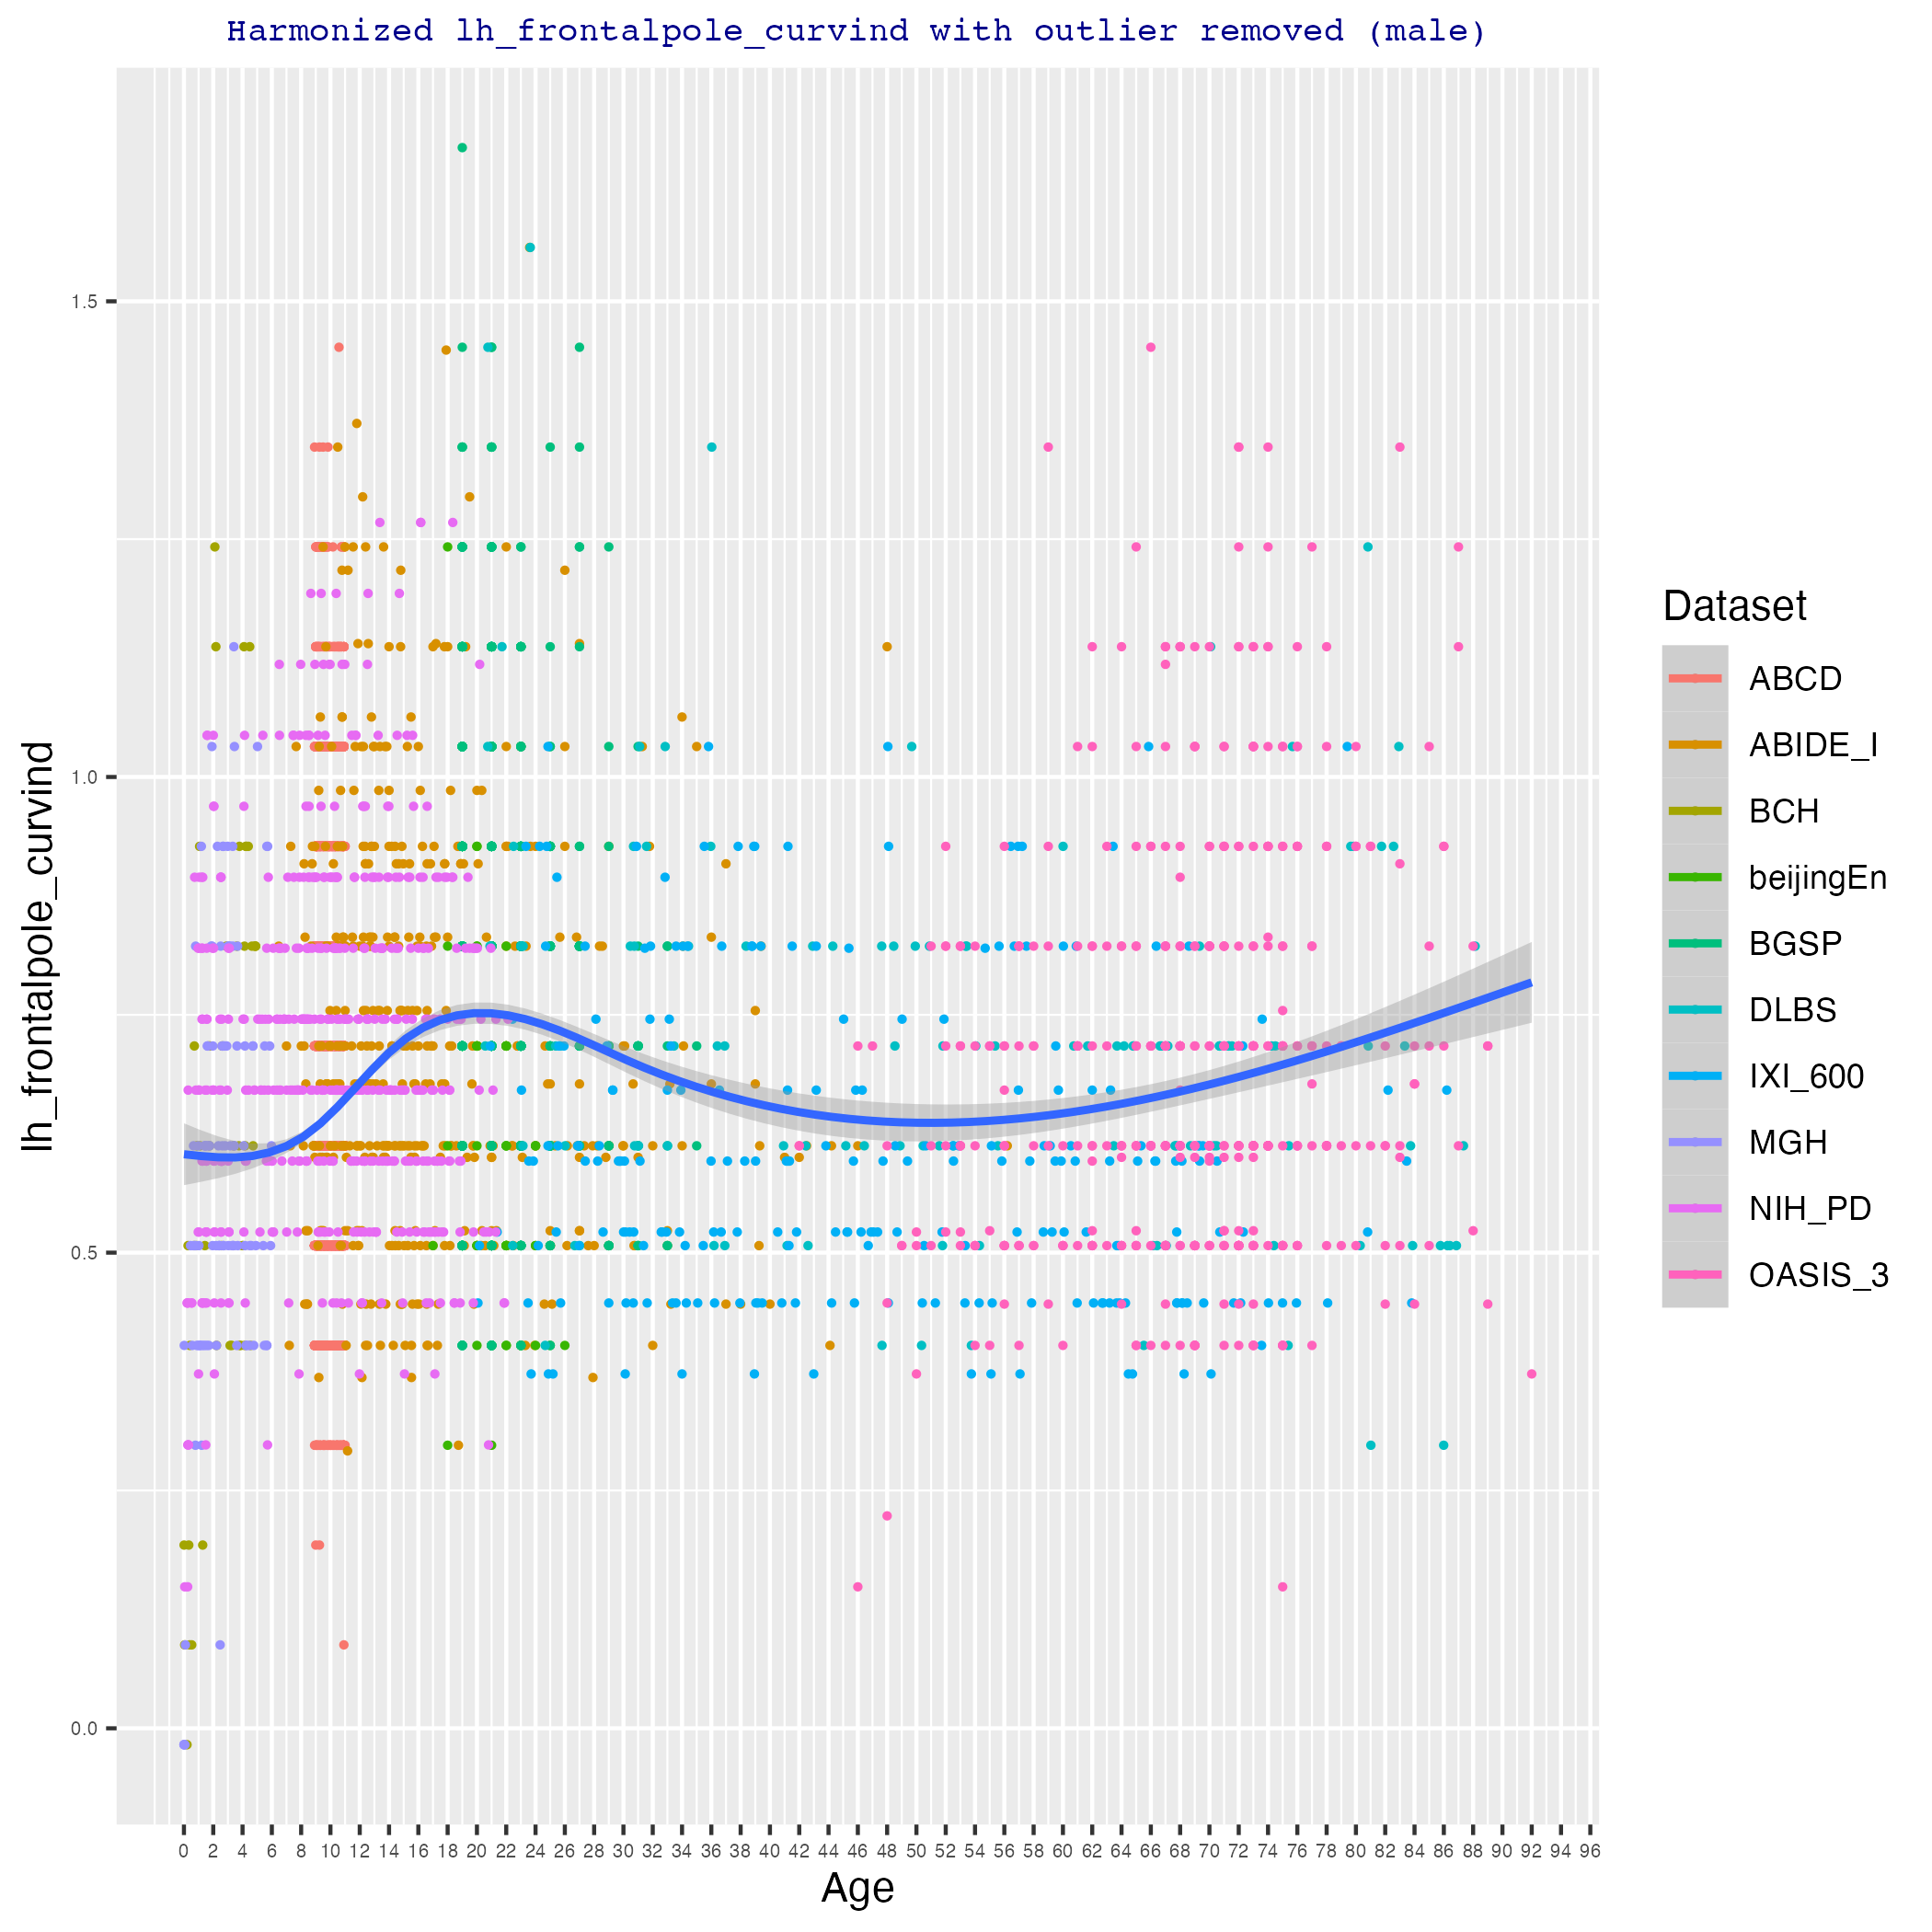 Harmonized lh_frontalpole_curvind with outlier removed (male)
lh_frontalpole_curvind
1.5
1.0
0.5
0.0
0 2 4 6 8 10 12 14 16 18 20 22 24 26 28 30 32 34 36 38 40 42 44 46 48 50 52 54 56 58 60 62 64 66 68 70 72 74 76 78 80 82 84 86 88 90 92 94 96
Age
Dataset
ABCD
ABIDE_I
BCH
beijingEn
BGSP
DLBS
IXI_600
MGH
NIH_PD
OASIS_3